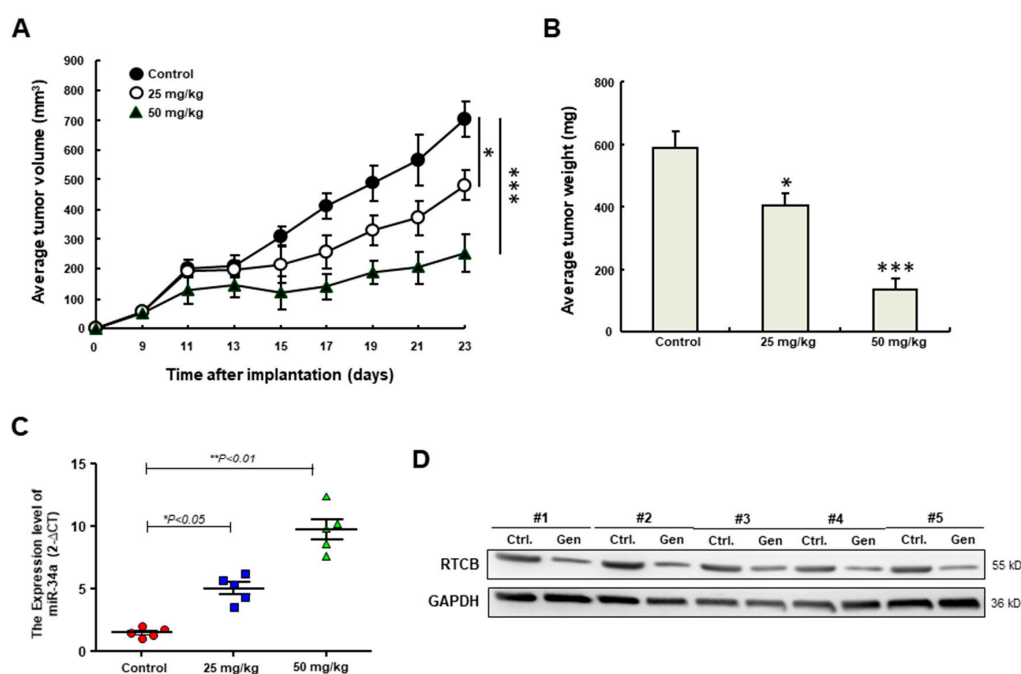 A
Average tumor volume (mm3)
900
800
700
600
500
400
300
200
100
0
Control
25 mg/kg
50 mg/kg
*
***
0 9 11 13 15 17 19 21 23
Time after implantation (days)
B
Average tumor weight (mg)
800
600
400
200
0
*
***
Control 25 mg/kg 50 mg/kg
C
The Expression level of
miR-34a (2-ΔCT)
15
10
5
0
**P<0.01
*P<0.05
Control 25 mg/kg 50 mg/kg
D
#1 #2 #3 #4 #5
Ctrl. Gen Ctrl. Gen Ctrl. Gen Ctrl. Gen Ctrl. Gen
RTCB 55 kD
GAPDH 36 kD